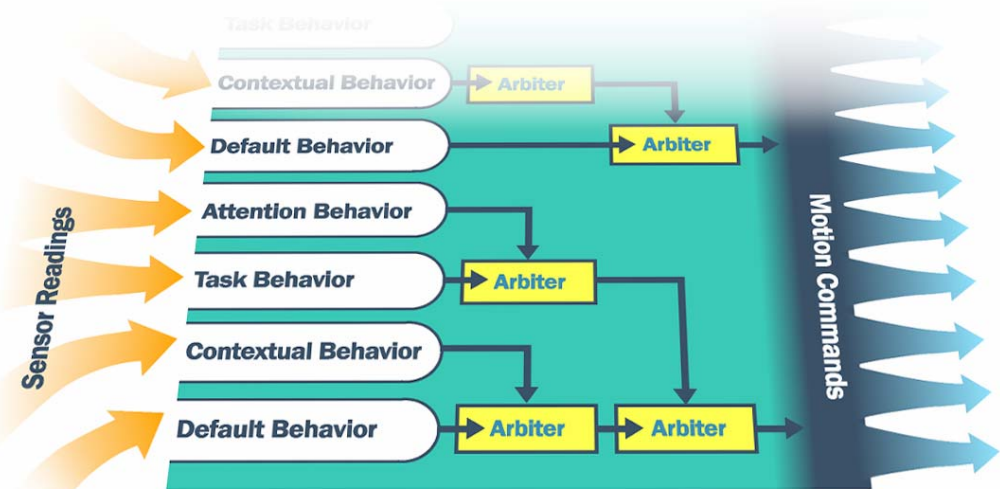 Task Behavior
Contextual Behavior
Arbiter
Default Behavior
Arbiter
Attention Behavior
Task Behavior
Arbiter
Contextual Behavior
Default Behavior
Arbiter
Arbiter
Sensor Readings
Motion Commands